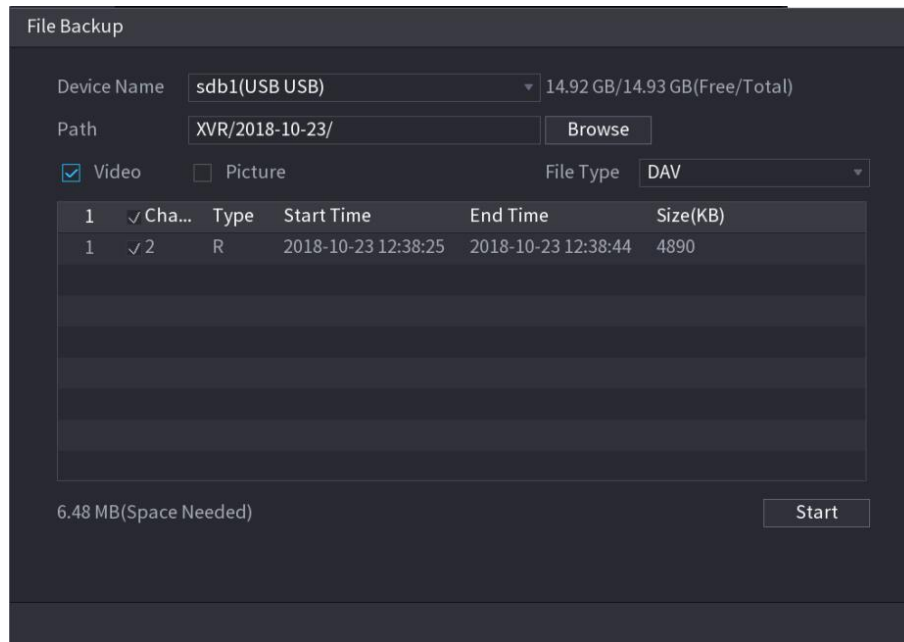 File Backup
Device Name sdb1(USB USB) 14.92 GB/14.93 GB(Free/Total)
Path XVR/2018-10-23/ Browse
Video Picture File Type DAV
1 Cha... Type Start Time End Time Size(KB)
1 2 R 2018-10-23 12:38:25 2018-10-23 12:38:44 4890
6.48 MB(Space Needed) Start